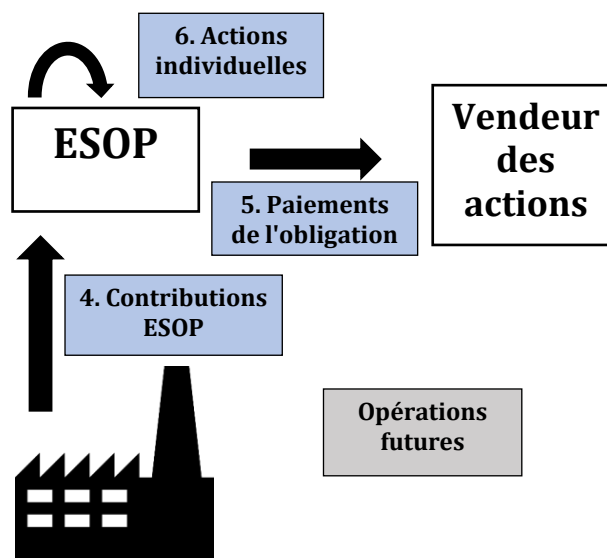 6. Actions
individuelles
ESOP
Vendeur
des
actions
5. Paiements
de l'obligation
4. Contributions
ESOP
Opérations
futures